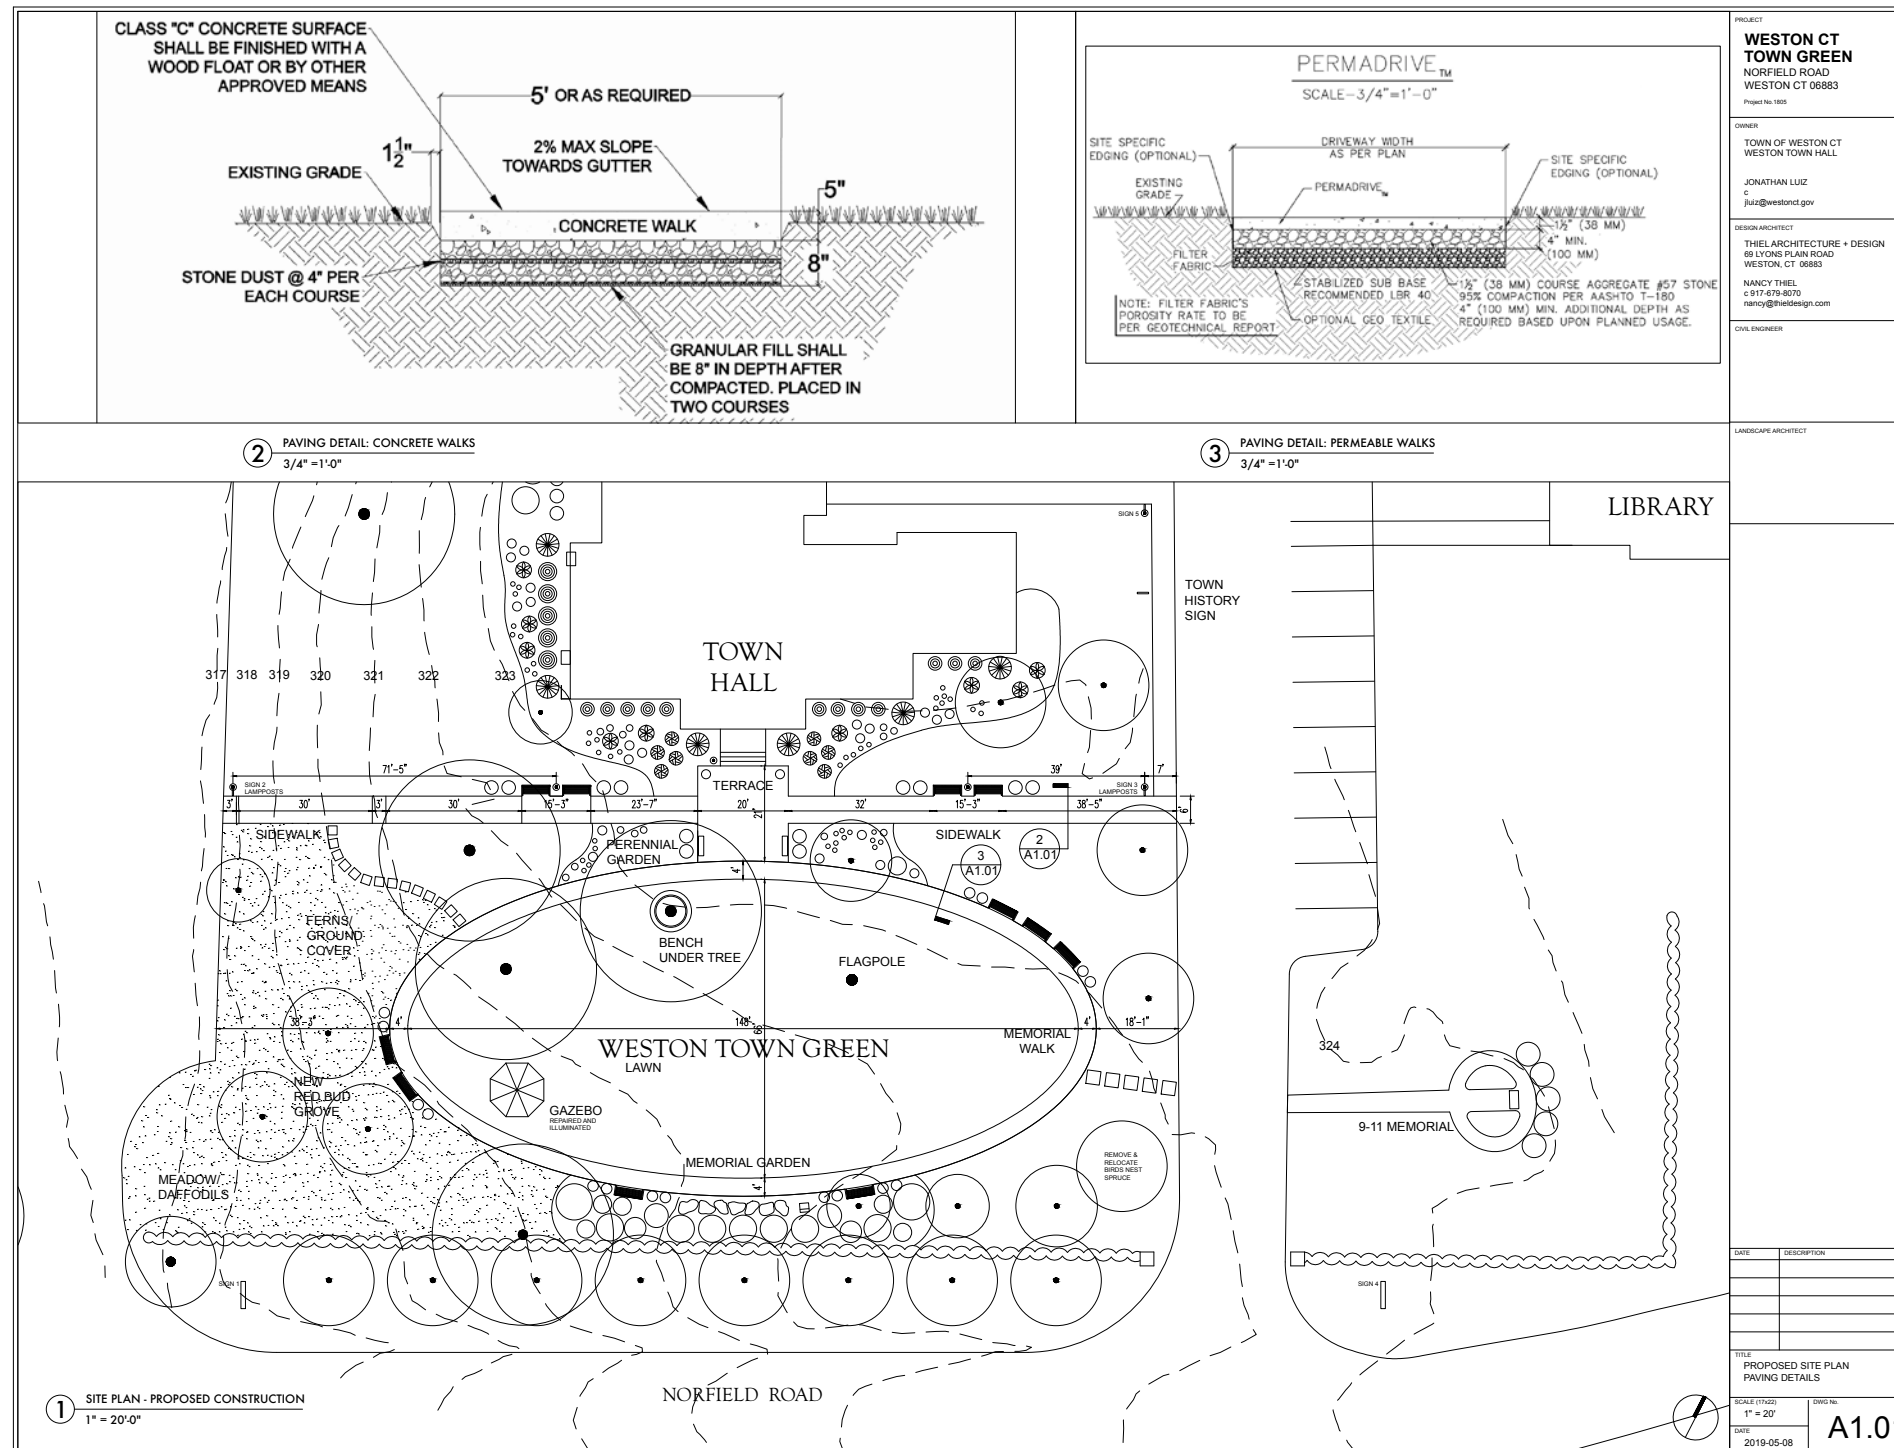 CLASS "C" CONCRETE SURFACE
SHALL BE FINISHED WITH A
WOOD FLOAT OR BY OTHER
APPROVED MEANS
5' OR AS REQUIRED
1 1/2"
2% MAX SLOPE
TOWARDS GUTTER
EXISTING GRADE
5"
CONCRETE WALK
8"
STONE DUST @ 4" PER
EACH COURSE
GRANULAR FILL SHALL
BE 8" IN DEPTH AFTER
COMPACTED. PLACED IN
TWO COURSES
2
PAVING DETAIL: CONCRETE WALKS
3/4" =1'-0"
PERMADRIVE TM
SCALE-3/4"=1'-0"
SITE SPECIFIC
EDGING (OPTIONAL)
DRIVEWAY WIDTH
AS PER PLAN
SITE SPECIFIC
EDGING (OPTIONAL)
EXISTING
GRADE
PERMADRIVE
1½" (38 MM)
4" MIN.
(100 MM)
FILTER
FABRIC
STABILIZED SUB BASE
RECOMMENDED LBR 40
1½" (38 MM) COURSE AGGREGATE #57 STONE
95% COMPACTION PER AASHTO T-180
4" (100 MM) MIN. ADDITIONAL DEPTH AS
REQUIRED BASED UPON PLANNED USAGE.
NOTE: FILTER FABRIC'S
POROSITY RATE TO BE
PER GEOTECHNICAL REPORT
OPTIONAL GEO TEXTILE
3
PAVING DETAIL: PERMEABLE WALKS
3/4" =1'-0"
LIBRARY
SIGN 5
TOWN
HISTORY
SIGN
TOWN
HALL
317 318 319 320 321 322 323
71'-5"
39'
7'
SIGN 2
LAMPPOSTS
TERRACE
SIGN 3
LAMPPOSTS
3' 30' 3' 30' 15'-3" 23'-7" 20' 32' 15'-3" 38'-5"
6'
21'
SIDEWALK
PERENNIAL
GARDEN
SIDEWALK
2
A1.01
3
A1.01
4'
FERNS/
GROUND
COVER
BENCH
UNDER TREE
FLAGPOLE
38'-3" 4' 148' 4' 18'-1"
MEMORIAL
WALK
WESTON TOWN GREEN
LAWN
324
NEW
RED BUD
GROVE
GAZEBO
REPAIRED AND
ILLUMINATED
9-11 MEMORIAL
MEMORIAL GARDEN
REMOVE &
RELOCATE
BIRDS NEST
SPRUCE
MEADOW/
DAFFODILS
4'
SIGN 1
SIGN 4
1
SITE PLAN - PROPOSED CONSTRUCTION
1" = 20'-0"
NORFIELD ROAD
PROJECT
WESTON CT
TOWN GREEN
NORFIELD ROAD
WESTON CT 06883
Project No.1805
OWNER
TOWN OF WESTON CT
WESTON TOWN HALL
JONATHAN LUIZ
c
jluiz@westonct.gov
DESIGN ARCHITECT
THIEL ARCHITECTURE + DESIGN
69 LYONS PLAIN ROAD
WESTON, CT 06883
NANCY THIEL
c 917-679-8070
nancy@thieldesign.com
CIVIL ENGINEER
LANDSCAPE ARCHITECT
DATE DESCRIPTION
TITLE
PROPOSED SITE PLAN
PAVING DETAILS
SCALE (17x22)
1" = 20'
DWG No.
DATE
2019-05-08
A1.0